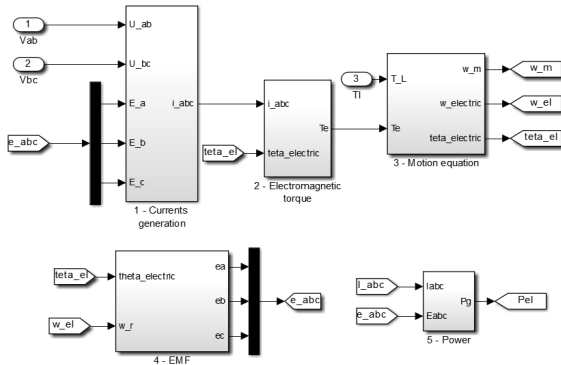 1
Vab
2
Vbc
e_abc
U_ab
U_bc
E_a
E_b
E_c
i_abc
1 - Currents
generation
teta_el
i_abc
teta_electric
Te
2 - Electromagnetic
torque
3
Tl
T_L
Te
w_m
w_electric
teta_electric
3 - Motion equation
w_m
w_el
teta_el
teta_el
w_el
theta_electric
w_r
ea
eb
ec
4 - EMF
e_abc
I_abc
e_abc
Iabc
Eabc
Pg
5 - Power
Pel